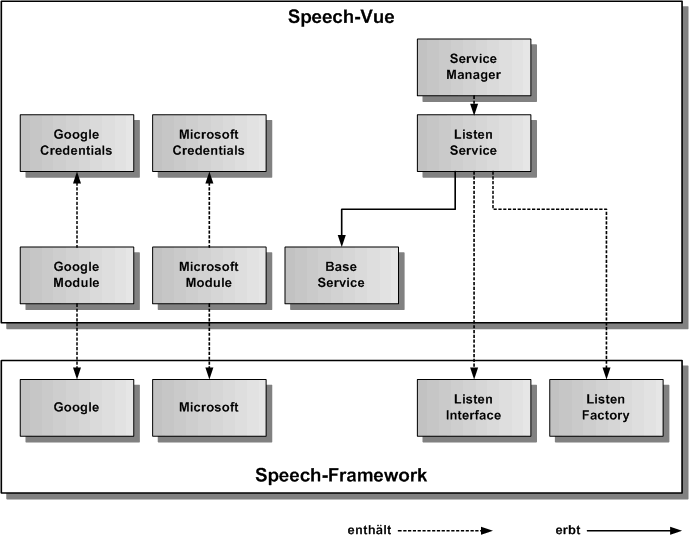 Speech-Vue
Service
Manager
Google
Credentials
Microsoft
Credentials
Listen
Service
Google
Module
Microsoft
Module
Base
Service
Google
Microsoft
Listen
Interface
Listen
Factory
Speech-Framework
enthält
erbt